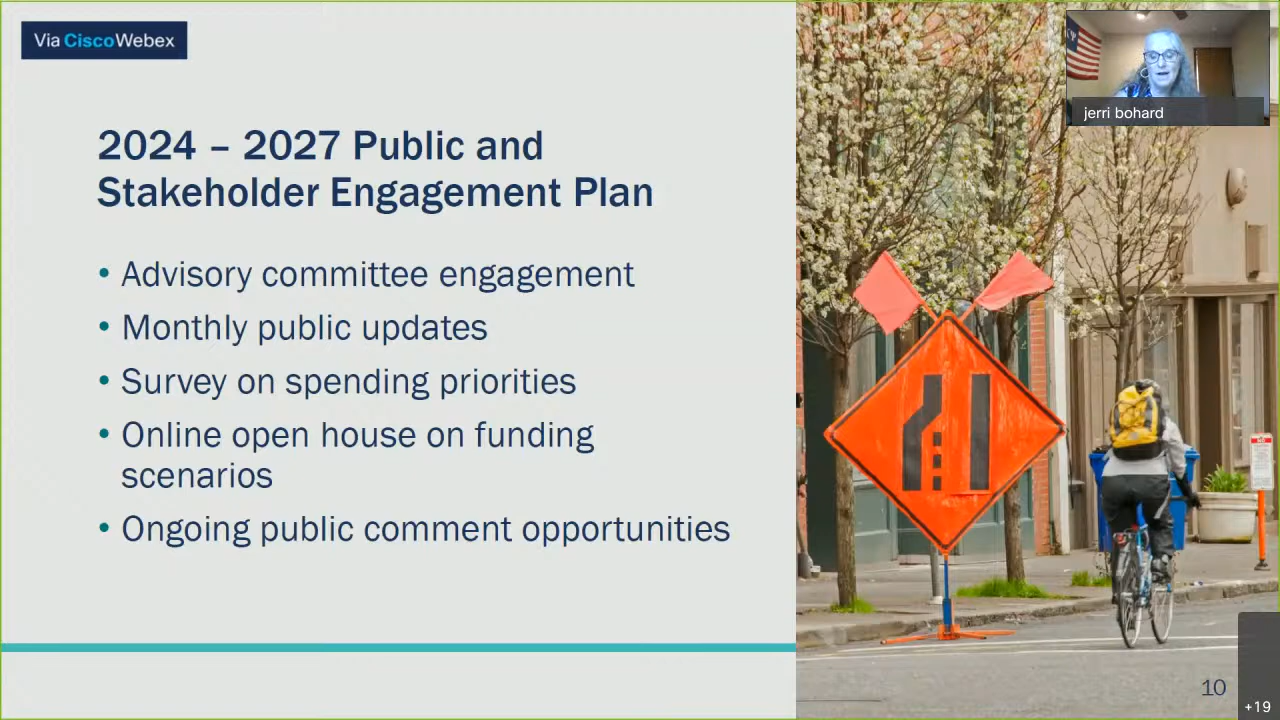 Via CiscoWebex
jerri bohard
2024 – 2027 Public and
Stakeholder Engagement Plan
• Advisory committee engagement
• Monthly public updates
• Survey on spending priorities
• Online open house on funding
scenarios
• Ongoing public comment opportunities
10
+19